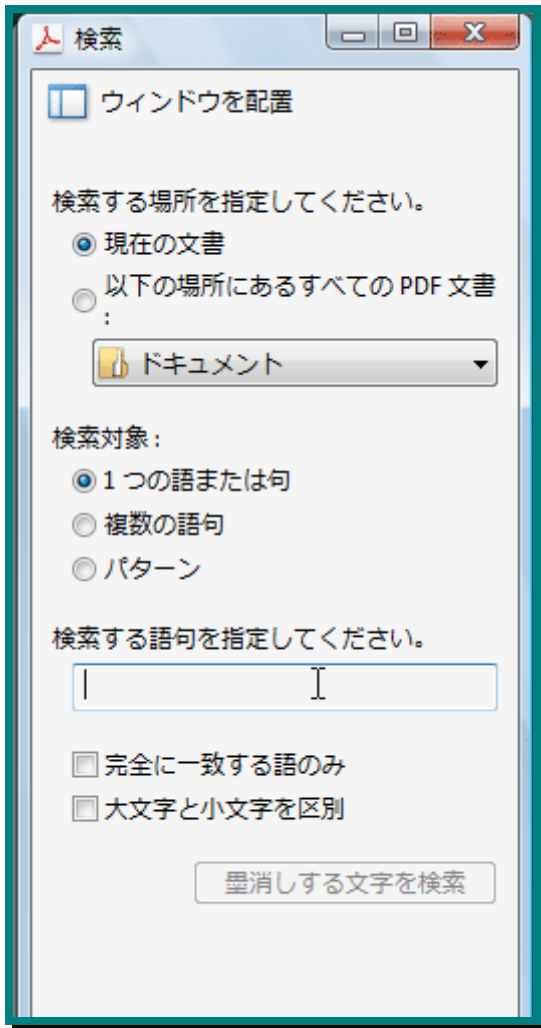 検索
ウィンドウを配置
検索する場所を指定してください。
現在の文書
以下の場所にあるすべての PDF 文書
:
ドキュメント
検索対象:
1 つの語または句
複数の語句
パターン
検索する語句を指定してください。
完全に一致する語のみ
大文字と小文字を区別
墨消しする文字を検索